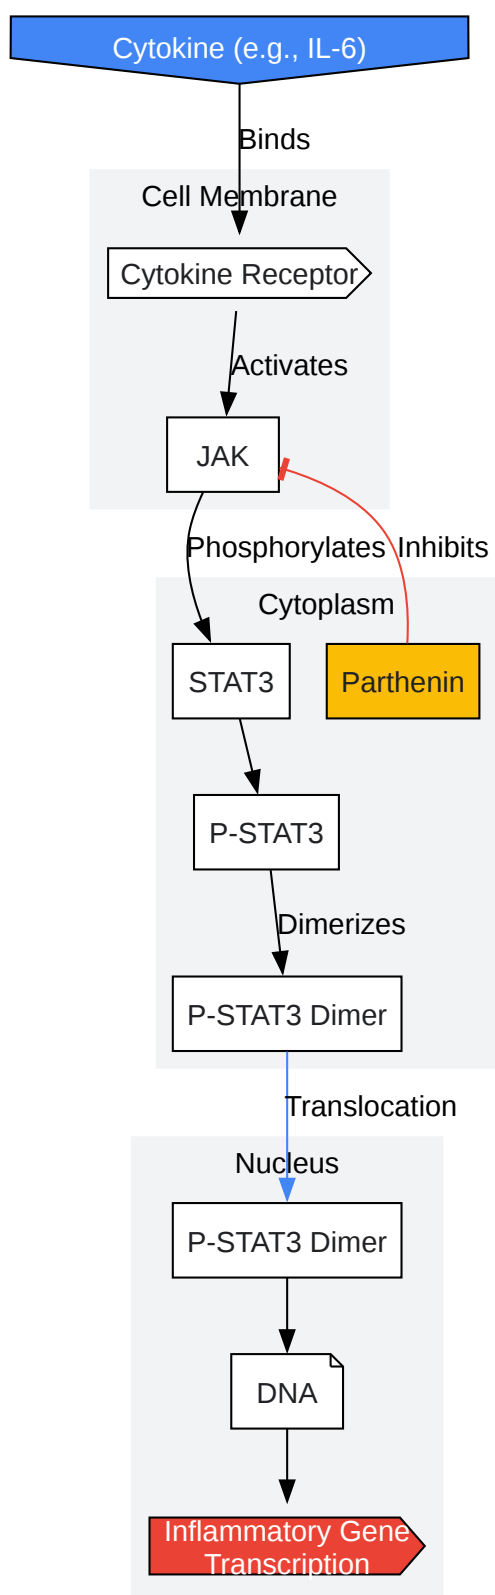 Cytokine (e.g., IL-6)
Binds
Cell Membrane
Cytokine Receptor
Activates
JAK
Phosphorylates
Inhibits
Cytoplasm
STAT3
Parthenin
P-STAT3
Dimerizes
P-STAT3 Dimer
Translocation
Nucleus
P-STAT3 Dimer
DNA
Inflammatory Gene
Transcription